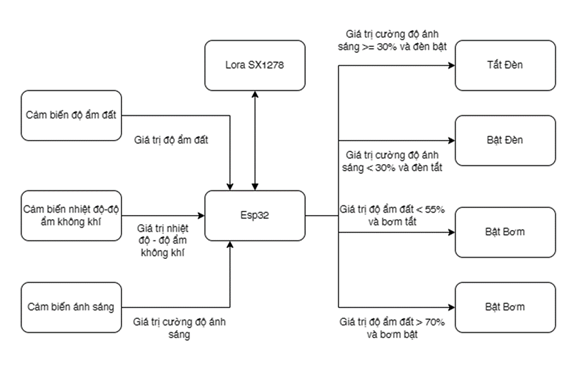 Giá trị cường độ ánh
sáng >= 30% và đèn bật
Lora SX1278
Tắt Đèn
Cảm biến độ ẩm đất
Giá trị độ ẩm đất
Bật Đèn
Giá trị cường độ ánh
sáng < 30% và đèn tắt
Cảm biến nhiệt độ-độ
ẩm không khí
Giá trị nhiệt
độ - độ ẩm
không khí
Esp32
Giá trị độ ẩm đất < 55%
và bơm tắt
Bật Bơm
Cảm biến ánh sáng
Giá trị cường độ ánh
sáng
Bật Bơm
Giá trị độ ẩm đất > 70%
và bơm bật